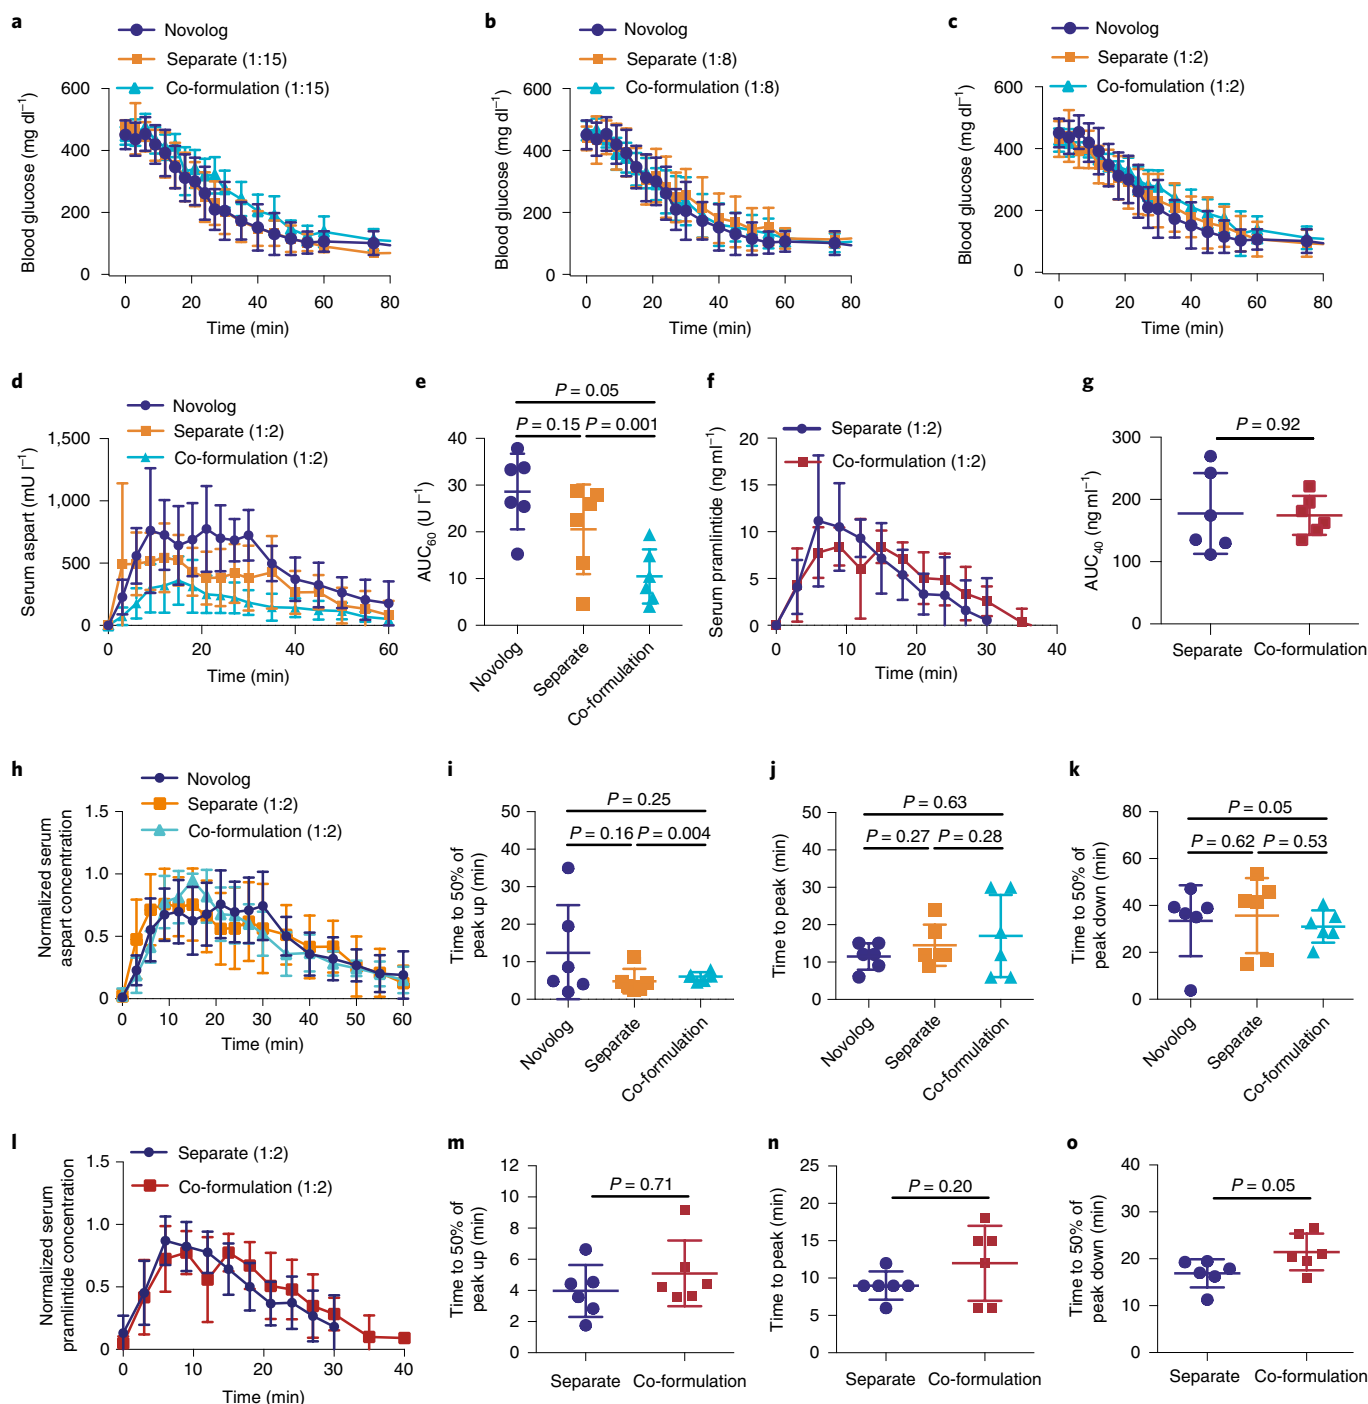 a
Novolog
Separate (1:15)
Co-formulation (1:15)
Blood glucose (mg dl⁻¹)
600
400
200
0
0 20 40 60 80
Time (min)
b
Novolog
Separate (1:8)
Co-formulation (1:8)
Blood glucose (mg dl⁻¹)
600
400
200
0
0 20 40 60 80
Time (min)
c
Novolog
Separate (1:2)
Co-fomulation (1:2)
Blood glucose (mg dl⁻¹)
600
400
200
0
0 20 40 60 80
Time (min)
d
Novolog
Separate (1:2)
Co-formulation (1:2)
Serum aspart (mU l⁻¹)
1,500
1,000
500
0
0 20 40 60
Time (min)
e
P = 0.05
P = 0.15 P = 0.001
AUC₆₀ (U l⁻¹)
40
30
20
10
0
Novolog
Separate
Co-formulation
f
Separate (1:2)
Co-formulation (1:2)
Serum pramlintide (ng ml⁻¹)
20
15
10
5
0
0 10 20 30 40
Time (min)
g
P = 0.92
AUC₄₀ (ng ml⁻¹)
300
200
100
0
Separate Co-formulation
h
Novolog
Separate (1:2)
Co-formulation (1:2)
Normalized serum
aspart concentration
1.5
1.0
0.5
0
0 10 20 30 40 50 60
Time (min)
i
P = 0.25
P = 0.16 P = 0.004
Time to 50% of
peak up (min)
50
40
30
20
10
0
Novolog
Separate
Co-formulation
j
P = 0.63
P = 0.27 P = 0.28
Time to peak (min)
50
40
30
20
10
0
Novolog
Separate
Co-formulation
k
P = 0.05
P = 0.62 P = 0.53
Time to 50% of
peak down (min)
80
60
40
20
0
Novolog
Separate
Co-formulation
l
Separate (1:2)
Co-formulation (1:2)
Normalized serum
pramlintide concentration
1.5
1.0
0.5
0
0 10 20 30 40
Time (min)
m
P = 0.71
Time to 50% of
peak up (min)
12
10
8
6
4
2
0
Separate Co-formulation
n
P = 0.20
Time to peak (min)
25
20
15
10
5
0
Separate Co-formulation
o
P = 0.05
Time to 50% of
peak down (min)
40
30
20
10
0
Separate Co-formulation